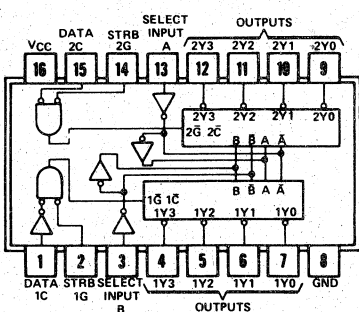 DATA STRB SELECT INPUT OUTPUTS
VCC 2C 2G A 2Y3 2Y2 2Y1 2Y0
16 15 14 13 12 11 10 9
2Y3 2Y2 2Y1 2Y0
2G̅ 2C̅
B B̅ A A̅
B B̅ A A̅
1G̅ 1C̅
1Y3 1Y2 1Y1 1Y0
1 2 3 4 5 6 7 8
DATA STRB SELECT 1Y3 1Y2 1Y1 1Y0 GND
1C 1G INPUT OUTPUTS
B